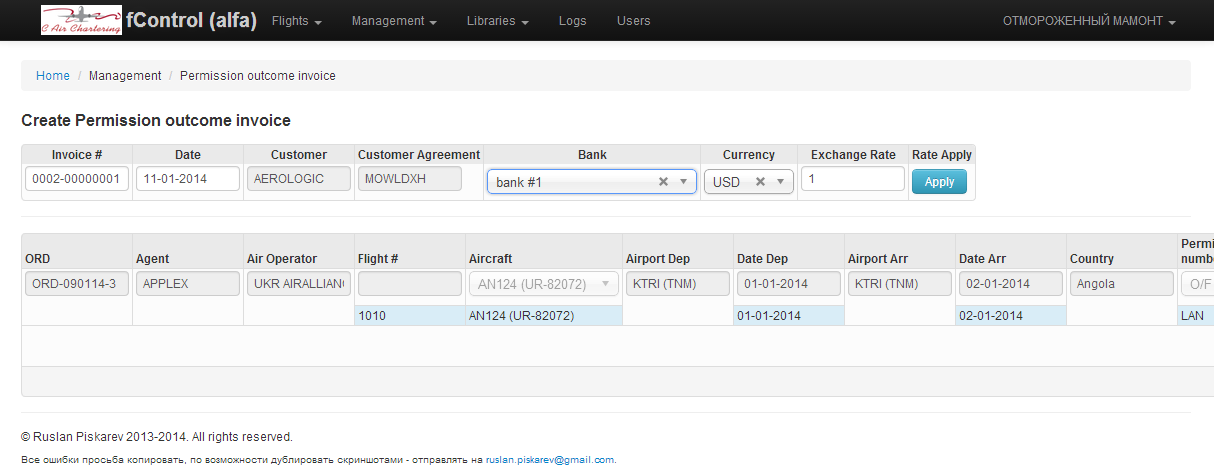 C Air Chartering fControl (alfa) Flights Management Libraries Logs Users ОТМОРОЖЕННЫЙ МАМОНТ
Home / Management / Permission outcome invoice
Create Permission outcome invoice
Invoice # Date Customer Customer Agreement Bank Currency Exchange Rate Rate Apply
0002-00000001 11-01-2014 AEROLOGIC MOWLDXH bank #1 USD 1 Apply
ORD Agent Air Operator Flight # Aircraft Airport Dep Date Dep Airport Arr Date Arr Country Permi
numbe
ORD-090114-3 APPLEX UKR AIRALLIAN AN124 (UR-82072) KTRI (TNM) 01-01-2014 KTRI (TNM) 02-01-2014 Angola O/F
1010 AN124 (UR-82072) 01-01-2014 02-01-2014 LAN
© Ruslan Piskarev 2013-2014. All rights reserved.
Все ошибки просьба копировать, по возможности дублировать скриншотами - отправлять на ruslan.piskarev@gmail.com.